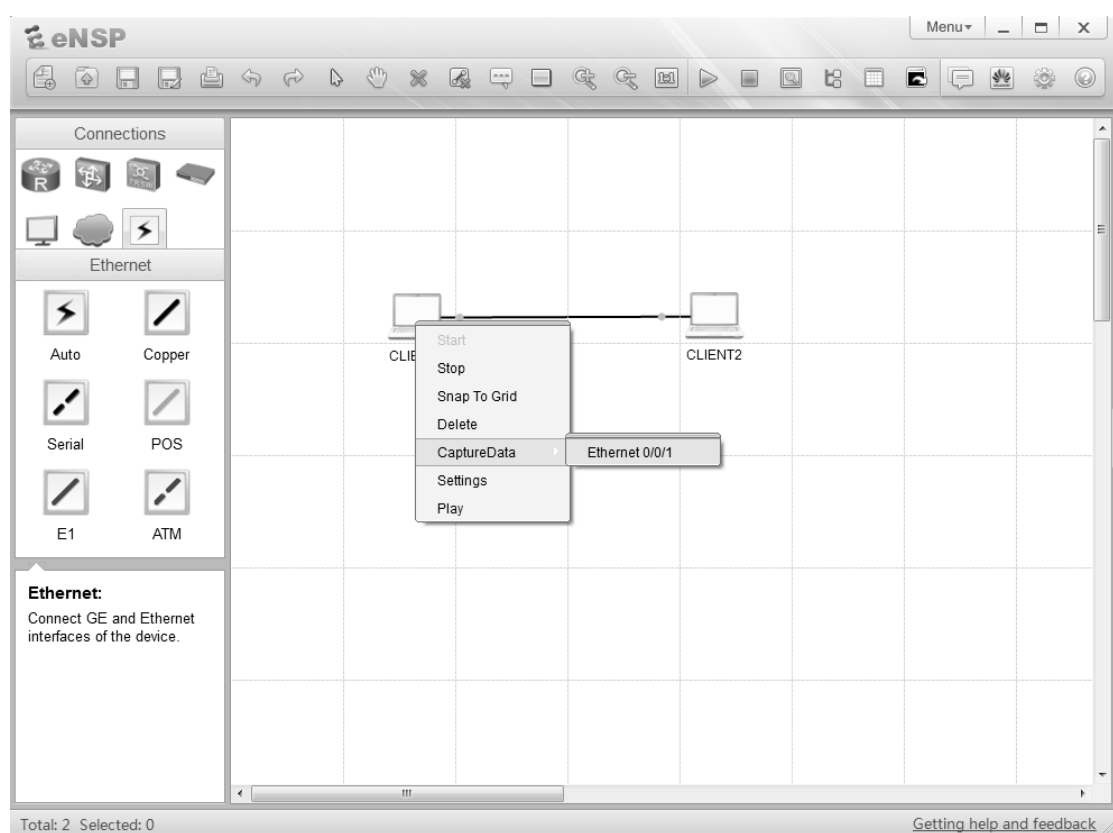 eNSP
Menu
Connections
R
FRSW
Ethernet
Auto
Copper
Serial
POS
E1
ATM
Ethernet:
Connect GE and Ethernet
interfaces of the device.
CLIE
CLIENT2
Start
Stop
Snap To Grid
Delete
CaptureData
Ethernet 0/0/1
Settings
Play
Total: 2 Selected: 0
Getting help and feedback